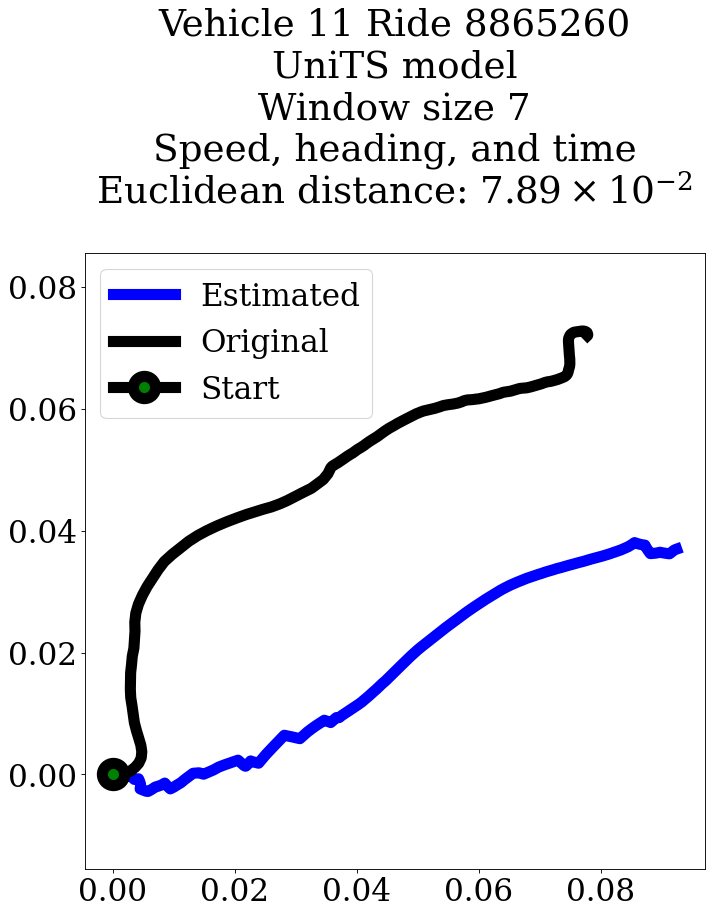 Vehicle 11 Ride 8865260
UniTS model
Window size 7
Speed, heading, and time
Euclidean distance: 7.89 × 10⁻²
Estimated
Original
Start
0.08
0.06
0.04
0.02
0.00
0.00 0.02 0.04 0.06 0.08